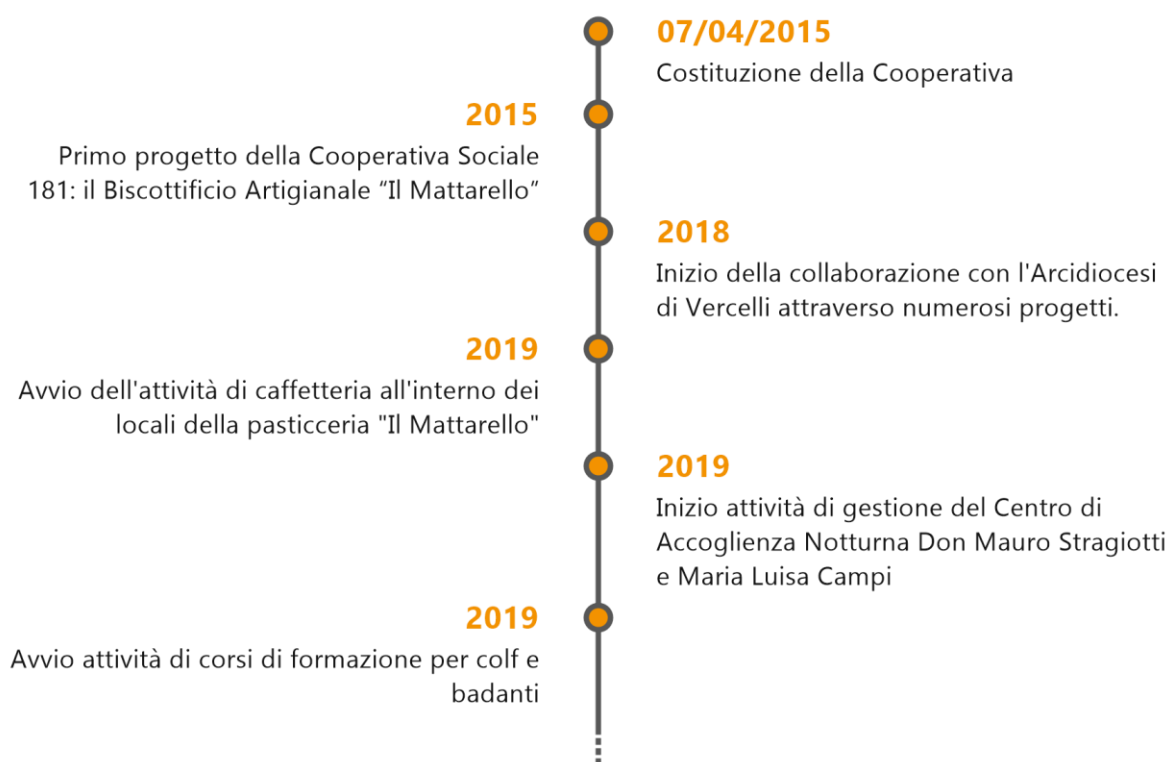 07/04/2015
Costituzione della Cooperativa
2015
Primo progetto della Cooperativa Sociale
181: il Biscottificio Artigianale “Il Mattarello”
2018
Inizio della collaborazione con l'Arcidiocesi
di Vercelli attraverso numerosi progetti.
2019
Avvio dell'attività di caffetteria all'interno dei
locali della pasticceria "Il Mattarello"
2019
Inizio attività di gestione del Centro di
Accoglienza Notturna Don Mauro Stragiotti
e Maria Luisa Campi
2019
Avvio attività di corsi di formazione per colf e
badanti